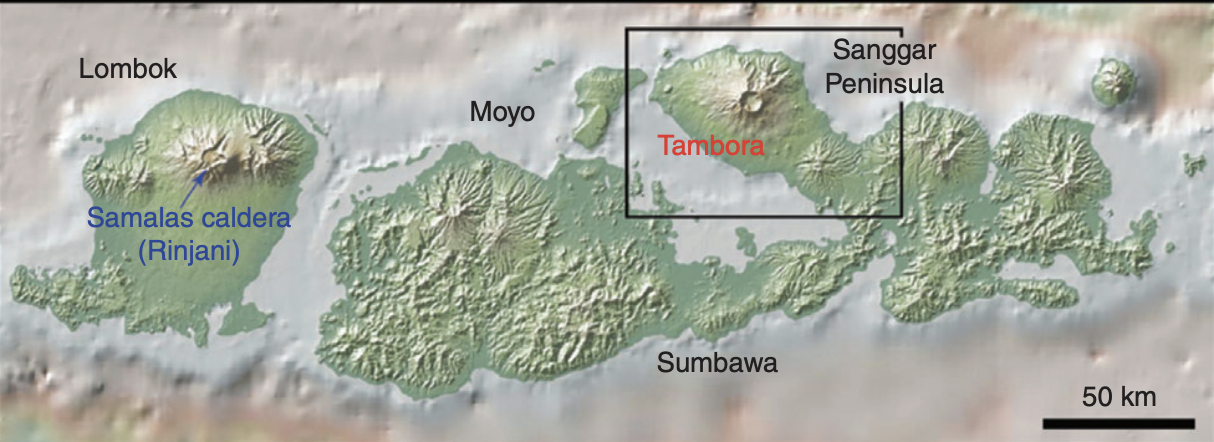 Lombok
Moyo
Sanggar
Peninsula
Tambora
Samalas caldera
(Rinjani)
Sumbawa
50 km